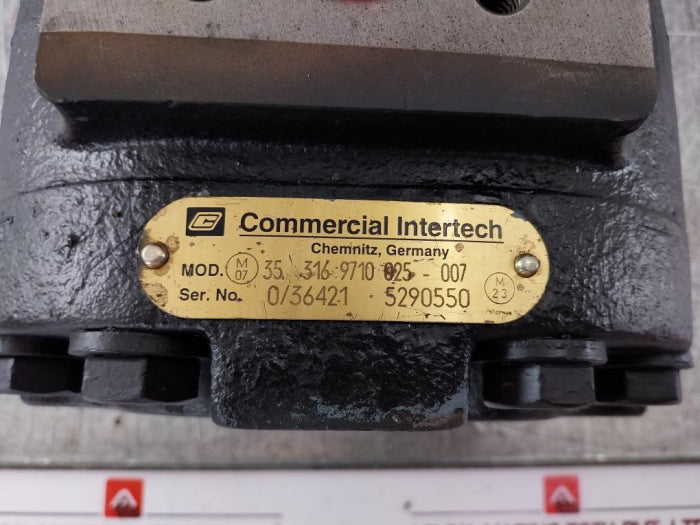 C Commercial Intertech
Chemnitz, Germany
MOD. M 07 35 316 9710 025 - 007
Ser. No. 0/36421 5290550 M 23